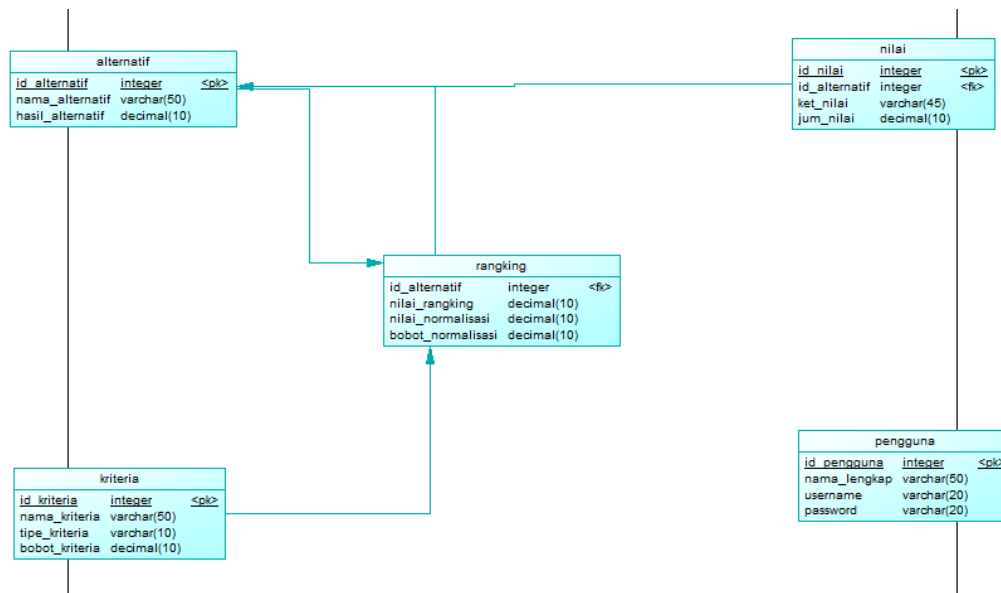 alternatif
id_alternatif integer <pk>
nama_alternatif varchar(50)
hasil_alternatif decimal(10)
nilai
id_nilai integer <pk>
id_alternatif integer <fk>
ket_nilai varchar(45)
jum_nilai decimal(10)
rangking
id_alternatif integer <fk>
nilai_rangking decimal(10)
nilai_normalisasi decimal(10)
bobot_normalisasi decimal(10)
kriteria
id_kriteria integer <pk>
nama_kriteria varchar(50)
tipe_kriteria varchar(10)
bobot_kriteria decimal(10)
pengguna
id_pengguna integer <pk>
nama_lengkap varchar(50)
username varchar(20)
password varchar(20)